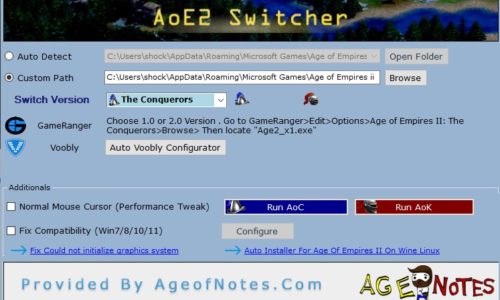 AoE2 Switcher
Auto Detect C:\Users\shock\AppData\Roaming\Microsoft Games\Age of Empires ii Open Folder
Custom Path C:\Users\shock\AppData\Roaming\Microsoft Games\Age of Empires ii Browse
Switch Version The Conquerors
GameRanger Choose 1.0 or 2.0 Version . Go to GameRanger>Edit>Options>Age of Empires II: The
Conquerors>Browse> Then locate "Age2_x1.exe"
Voobly Auto Voobly Configurator
Additionals
Normal Mouse Cursor (Performance Tweak) Run AoC Run AoK
Fix Compatibility (Win7/8/10/11) Configure
Fix Could not initialize graphics system Auto Installer For Age Of Empires II On Wine Linux
Provided By AgeofNotes.Com AGE NOTES